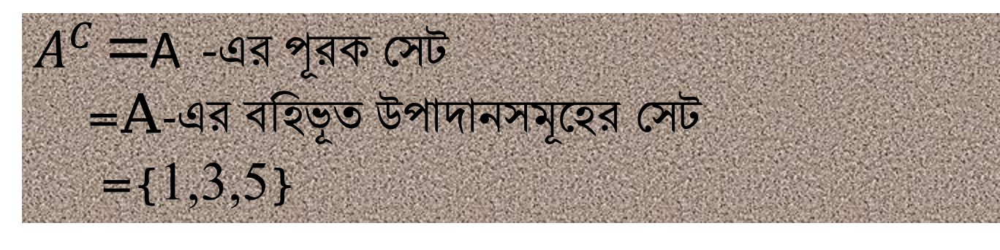 A^C =A -এর পূরক সেট
=A-এর বহিভূত উপাদানসমূহের সেট
={1,3,5}